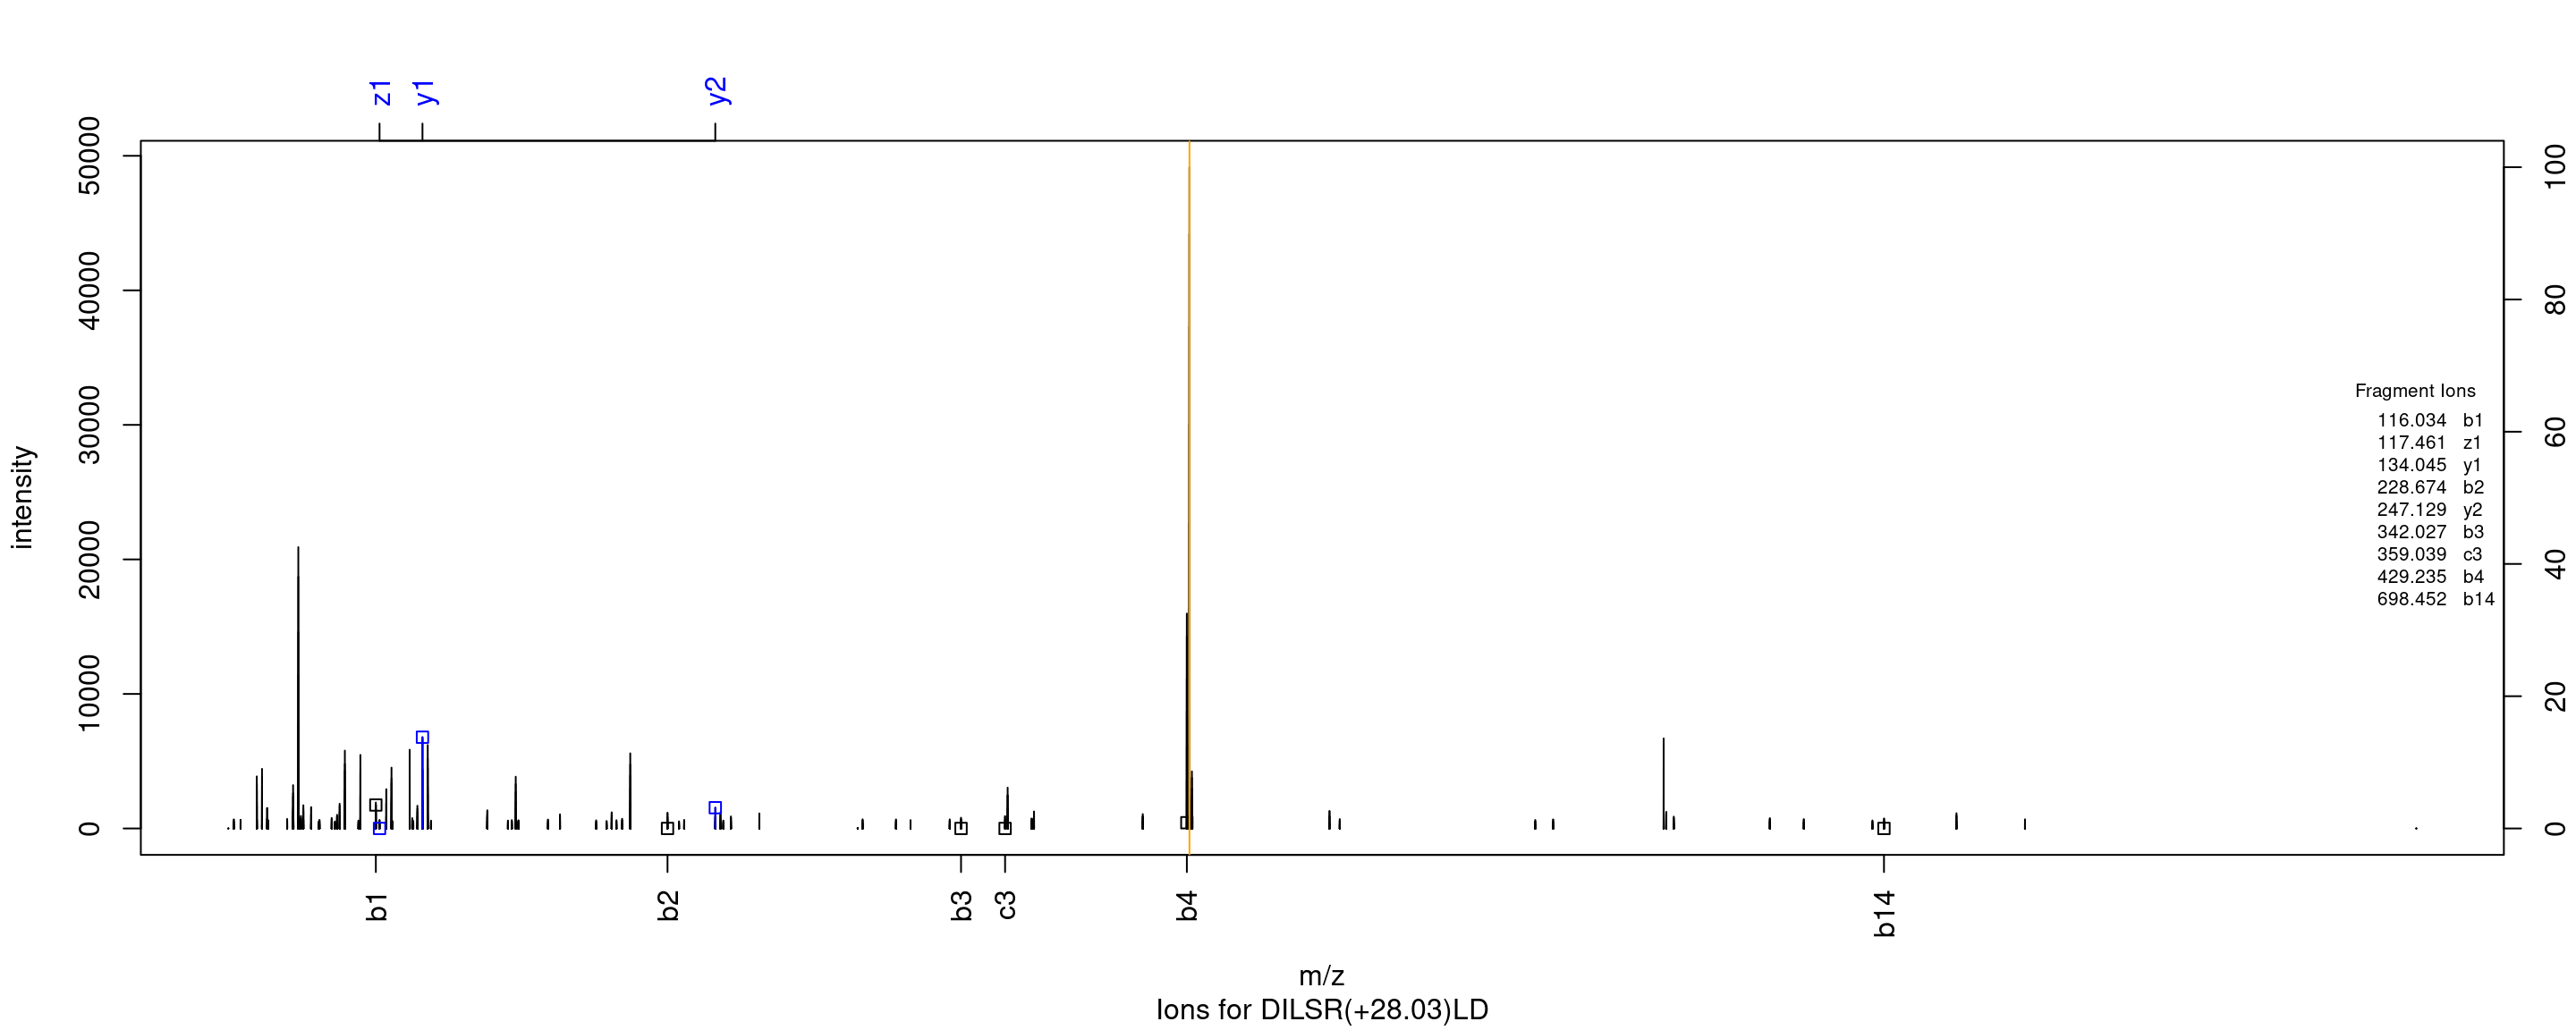 z1 y1 y2
50000
40000
30000
20000
10000
0
intensity
100
80
60
40
20
0
Fragment Ions
116.034 b1
117.461 z1
134.045 y1
228.674 b2
247.129 y2
342.027 b3
359.039 c3
429.235 b4
698.452 b14
b1 b2 b3 c3 b4 b14
m/z
Ions for DILSR(+28.03)LD